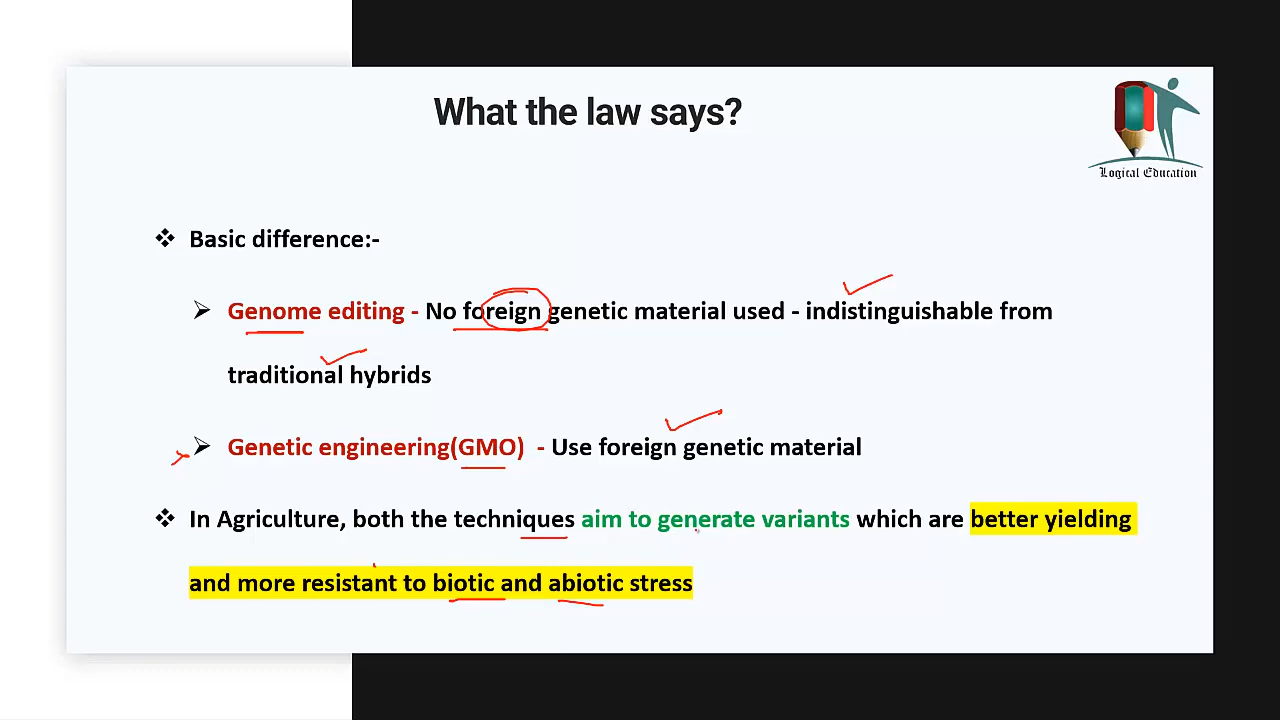 What the law says?
Logical Education
❖ Basic difference:-
➢ Genome editing - No foreign genetic material used - indistinguishable from
traditional hybrids
➢ Genetic engineering(GMO) - Use foreign genetic material
❖ In Agriculture, both the techniques aim to generate variants which are better yielding
and more resistant to biotic and abiotic stress